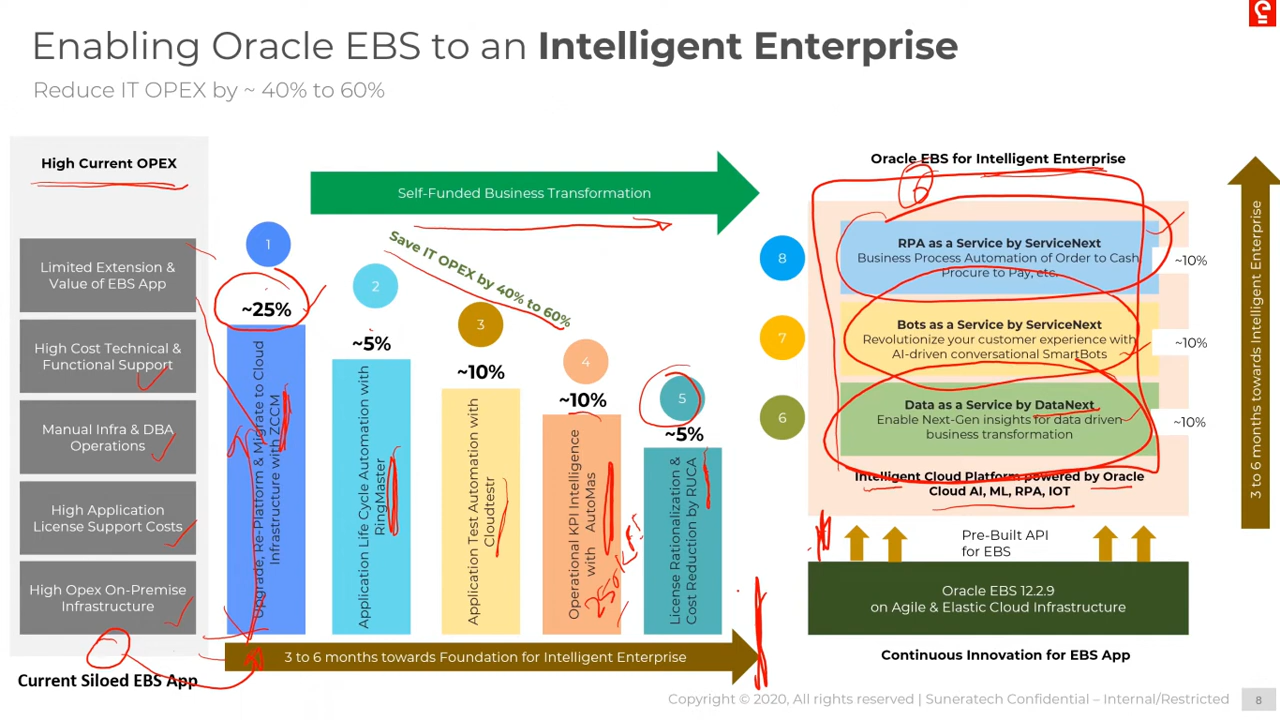 Enabling Oracle EBS to an Intelligent Enterprise
Reduce IT OPEX by ~ 40% to 60%
High Current OPEX
Limited Extension &
Value of EBS App
High Cost Technical &
Functional Support
Manual Infra & DBA
Operations
High Application
License Support Costs
High Opex On-Premise
Infrastructure
Current Siloed EBS App
Self-Funded Business Transformation
Save IT OPEX by 40% to 60%
1
~25%
Upgrade, Re-Platform & Migrate to Cloud
Infrastructure with ZCCM
2
~5%
Application Life Cycle Automation with
RingMaster
3
~10%
Application Test Automation with
Cloudtestr
4
~10%
Operational KPI Intelligence
with AutoMas
250KPIs
5
~5%
License Rationalization &
Cost Reduction by RUCA
3 to 6 months towards Foundation for Intelligent Enterprise
Oracle EBS for Intelligent Enterprise
8
RPA as a Service by ServiceNext
Business Process Automation of Order to Cash
Procure to Pay, etc.
~10%
7
Bots as a Service by ServiceNext
Revolutionize your customer experience with
AI-driven conversational SmartBots
~10%
6
Data as a Service by DataNext
Enable Next-Gen insights for data driven
business transformation
~10%
Intelligent Cloud Platform powered by Oracle
Cloud AI, ML, RPA, IOT
Pre-Built API
for EBS
Oracle EBS 12.2.9
on Agile & Elastic Cloud Infrastructure
Continuous Innovation for EBS App
3 to 6 months towards Intelligent Enterprise
Copyright © 2020, All rights reserved | Suneratech Confidential – Internal/Restricted
8